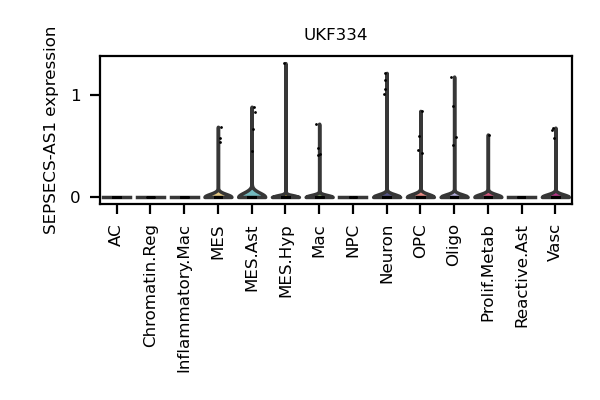 UKF334
SEPSECS-AS1 expression
1
0
AC
Chromatin.Reg
Inflammatory.Mac
MES
MES.Ast
MES.Hyp
Mac
NPC
Neuron
OPC
Oligo
Prolif.Metab
Reactive.Ast
Vasc